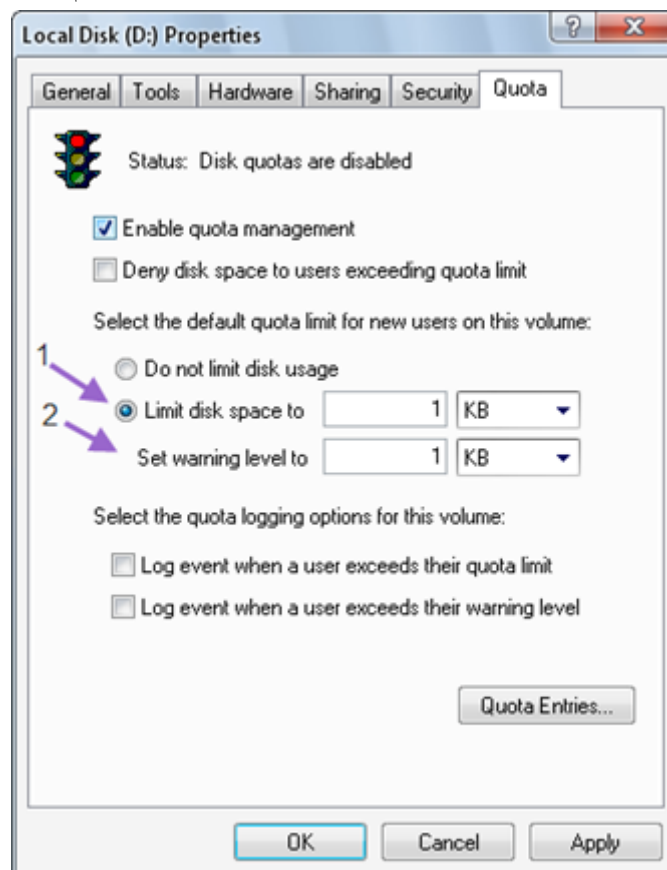 Local Disk (D:) Properties
? X
General Tools Hardware Sharing Security Quota
Status: Disk quotas are disabled
Enable quota management
Deny disk space to users exceeding quota limit
Select the default quota limit for new users on this volume:
1
Do not limit disk usage
Limit disk space to 1 KB
2
Set warning level to 1 KB
Select the quota logging options for this volume:
Log event when a user exceeds their quota limit
Log event when a user exceeds their warning level
Quota Entries...
OK Cancel Apply